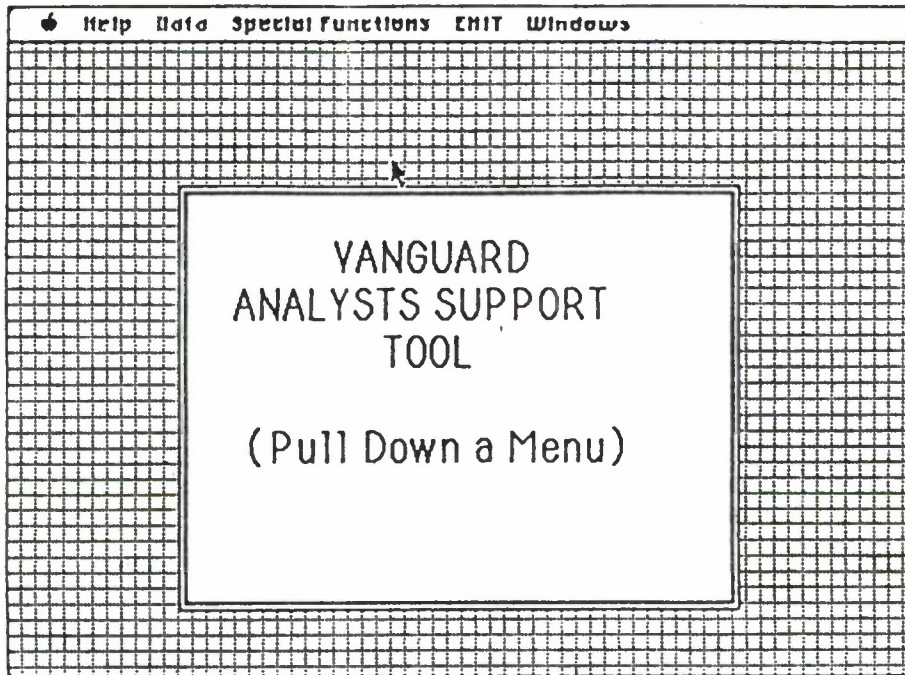 Help Data Special Functions EXIT Windows
VANGUARD
ANALYSTS SUPPORT
TOOL
(Pull Down a Menu)